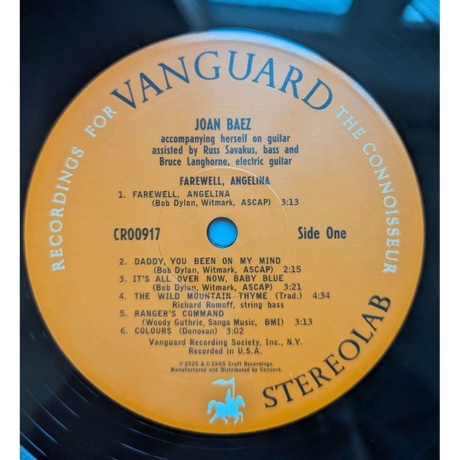 RECORDINGS FOR VANGUARD THE CONNOISSEUR
STEREOLAB
JOAN BAEZ
accompanying herself on guitar
assisted by Russ Savakus, bass and
Bruce Langhorne, electric guitar
FAREWELL, ANGELINA
1. FAREWELL, ANGELINA
(Bob Dylan, Witmark, ASCAP) 3:13
CR00917 Side One
2. DADDY, YOU BEEN ON MY MIND
(Bob Dylan, Witmark, ASCAP) 2:15
3. IT'S ALL OVER NOW, BABY BLUE
(Bob Dylan, Witmark, ASCAP) 3:21
4. THE WILD MOUNTAIN THYME (Trad.) 4:34
Richard Romoff, string bass
5. RANGER'S COMMAND
(Woody Guthrie, Sanga Music, BMI) 3:13
6. COLOURS (Donovan) 3:02
Vanguard Recording Society, Inc., N.Y.
Recorded in U.S.A.
℗ 2025 & © 1965 Craft Recordings.
Manufactured and Distributed by Concord.